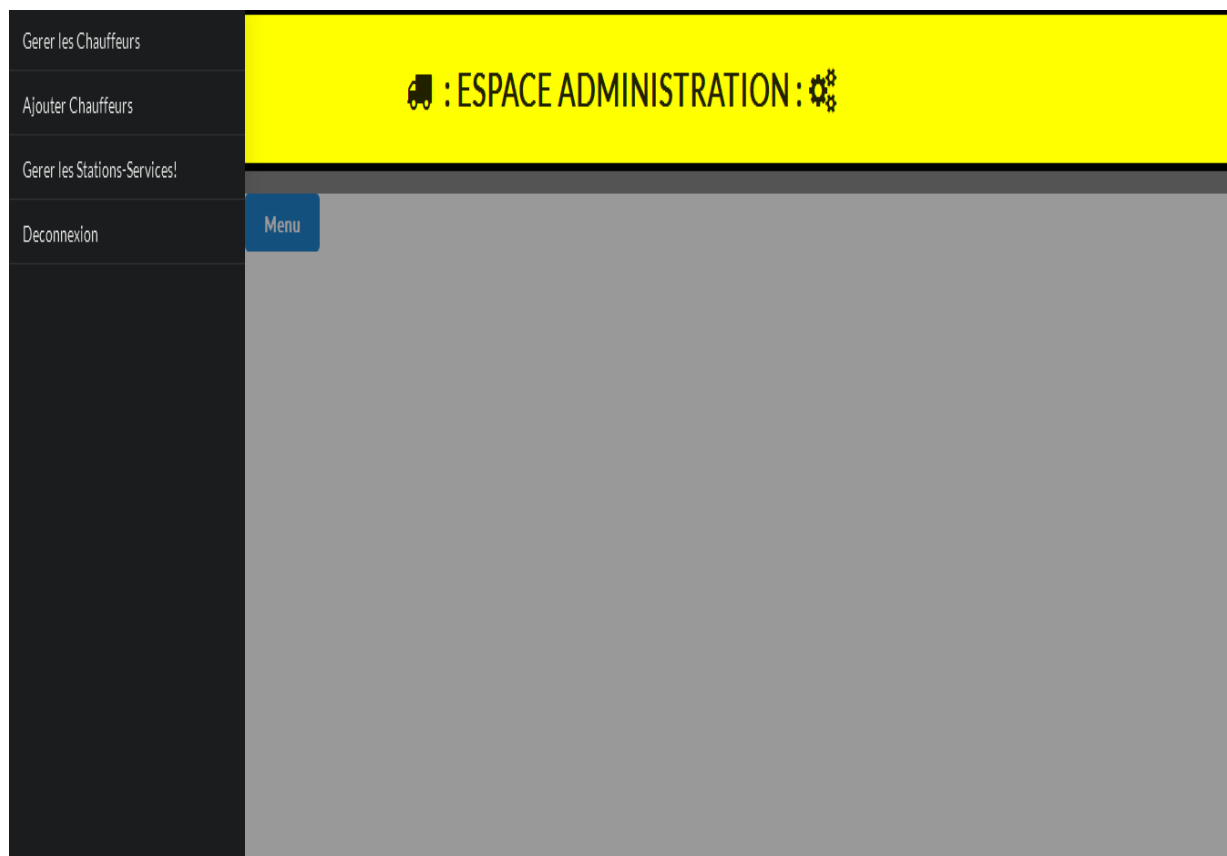 Gerer les Chauffeurs
Ajouter Chauffeurs
Gerer les Stations-Services!
Deconnexion
: ESPACE ADMINISTRATION :
Menu